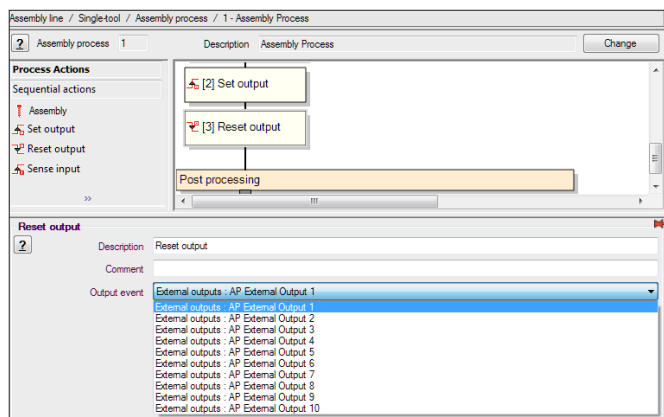 Assembly line / Single-tool / Assembly process / 1 - Assembly Process
? Assembly process 1 Description Assembly Process Change
Process Actions
Sequential actions
Assembly
Set output
Reset output
Sense input
»
[2] Set output
[3] Reset output
Post processing
Reset output
? Description Reset output
Comment
Output event External outputs : AP External Output 1
External outputs : AP External Output 1
External outputs : AP External Output 2
External outputs : AP External Output 3
External outputs : AP External Output 4
External outputs : AP External Output 5
External outputs : AP External Output 6
External outputs : AP External Output 7
External outputs : AP External Output 8
External outputs : AP External Output 9
External outputs : AP External Output 10